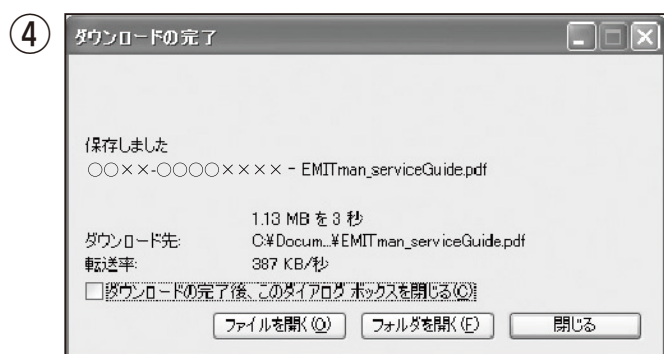 ④
ダウンロードの完了
保存しました
○○××-○○○○×××× - EMITman_serviceGuide.pdf
1.13 MB を 3 秒
ダウンロード先: C:¥Docum...¥EMITman_serviceGuide.pdf
転送率: 387 KB/秒
ダウンロードの完了後、このダイアログ ボックスを閉じる(C)
ファイルを開く(O) フォルダを開く(F) 閉じる